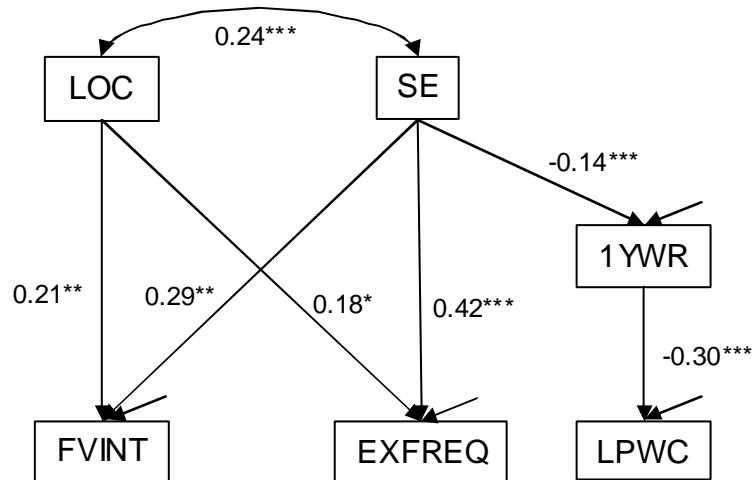 0.24***
LOC
SE
-0.14***
1YWR
0.21**
0.29**
0.18*
0.42***
-0.30***
FVINT
EXFREQ
LPWC